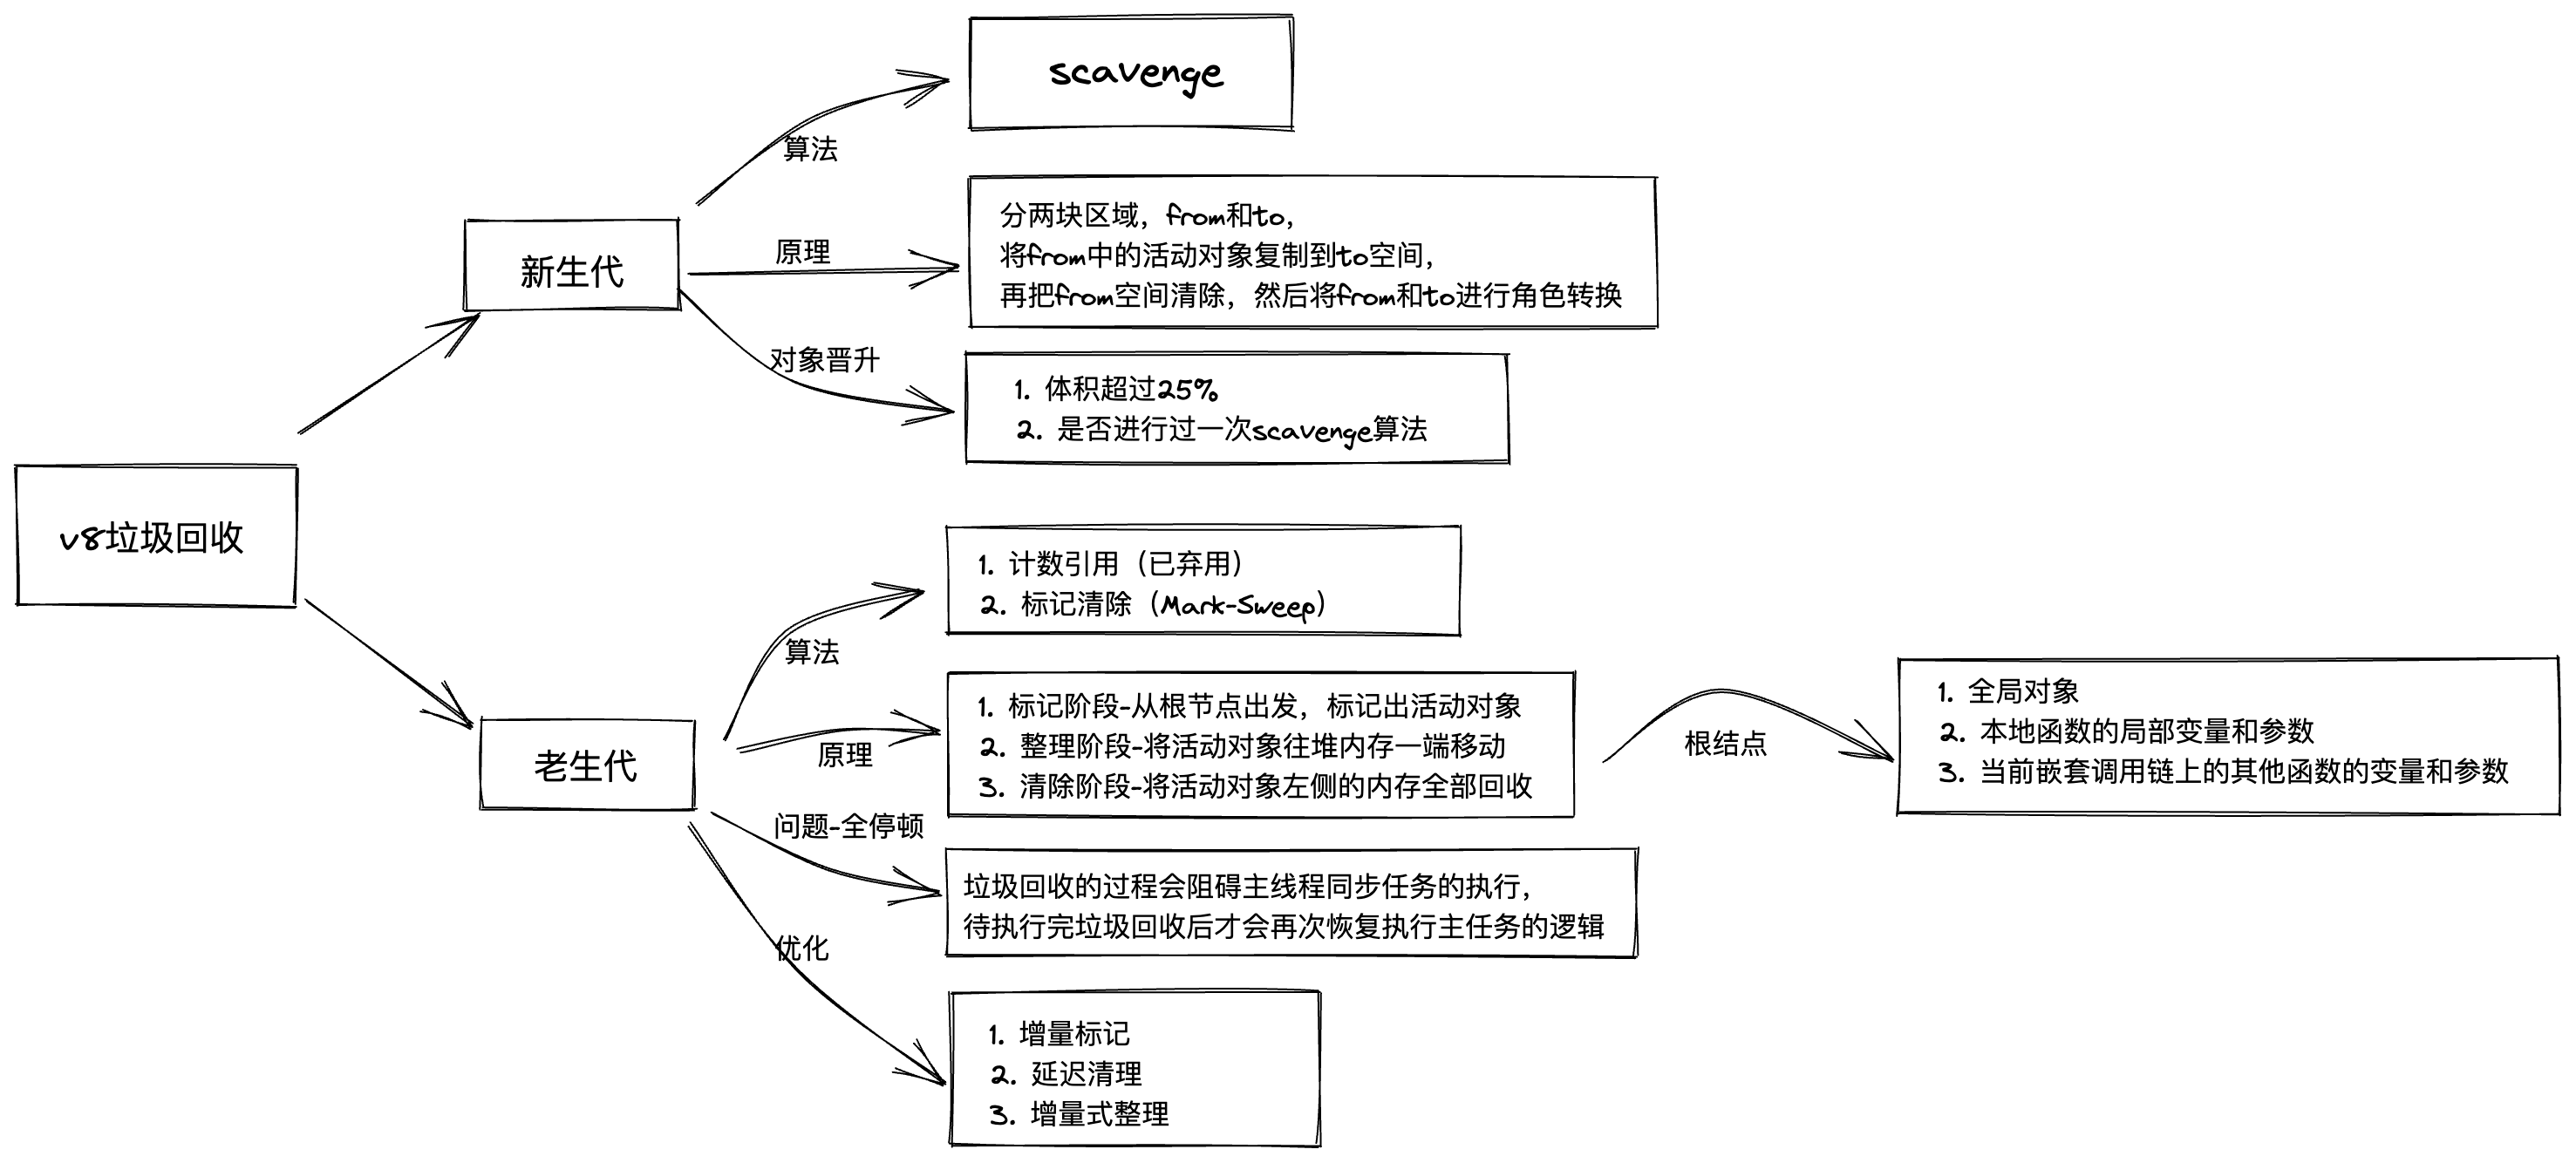 v8垃圾回收
新生代
算法
scavenge
原理
分两块区域，from和to，
将from中的活动对象复制到to空间，
再把from空间清除，然后将from和to进行角色转换
对象晋升
1. 体积超过25%
2. 是否进行过一次scavenge算法
老生代
算法
1. 计数引用（已弃用）
2. 标记清除（Mark-Sweep）
原理
1. 标记阶段-从根节点出发，标记出活动对象
2. 整理阶段-将活动对象往堆内存一端移动
3. 清除阶段-将活动对象左侧的内存全部回收
根结点
1. 全局对象
2. 本地函数的局部变量和参数
3. 当前嵌套调用链上的其他函数的变量和参数
问题-全停顿
垃圾回收的过程会阻碍主线程同步任务的执行，
待执行完垃圾回收后才会再次恢复执行主任务的逻辑
优化
1. 增量标记
2. 延迟清理
3. 增量式整理